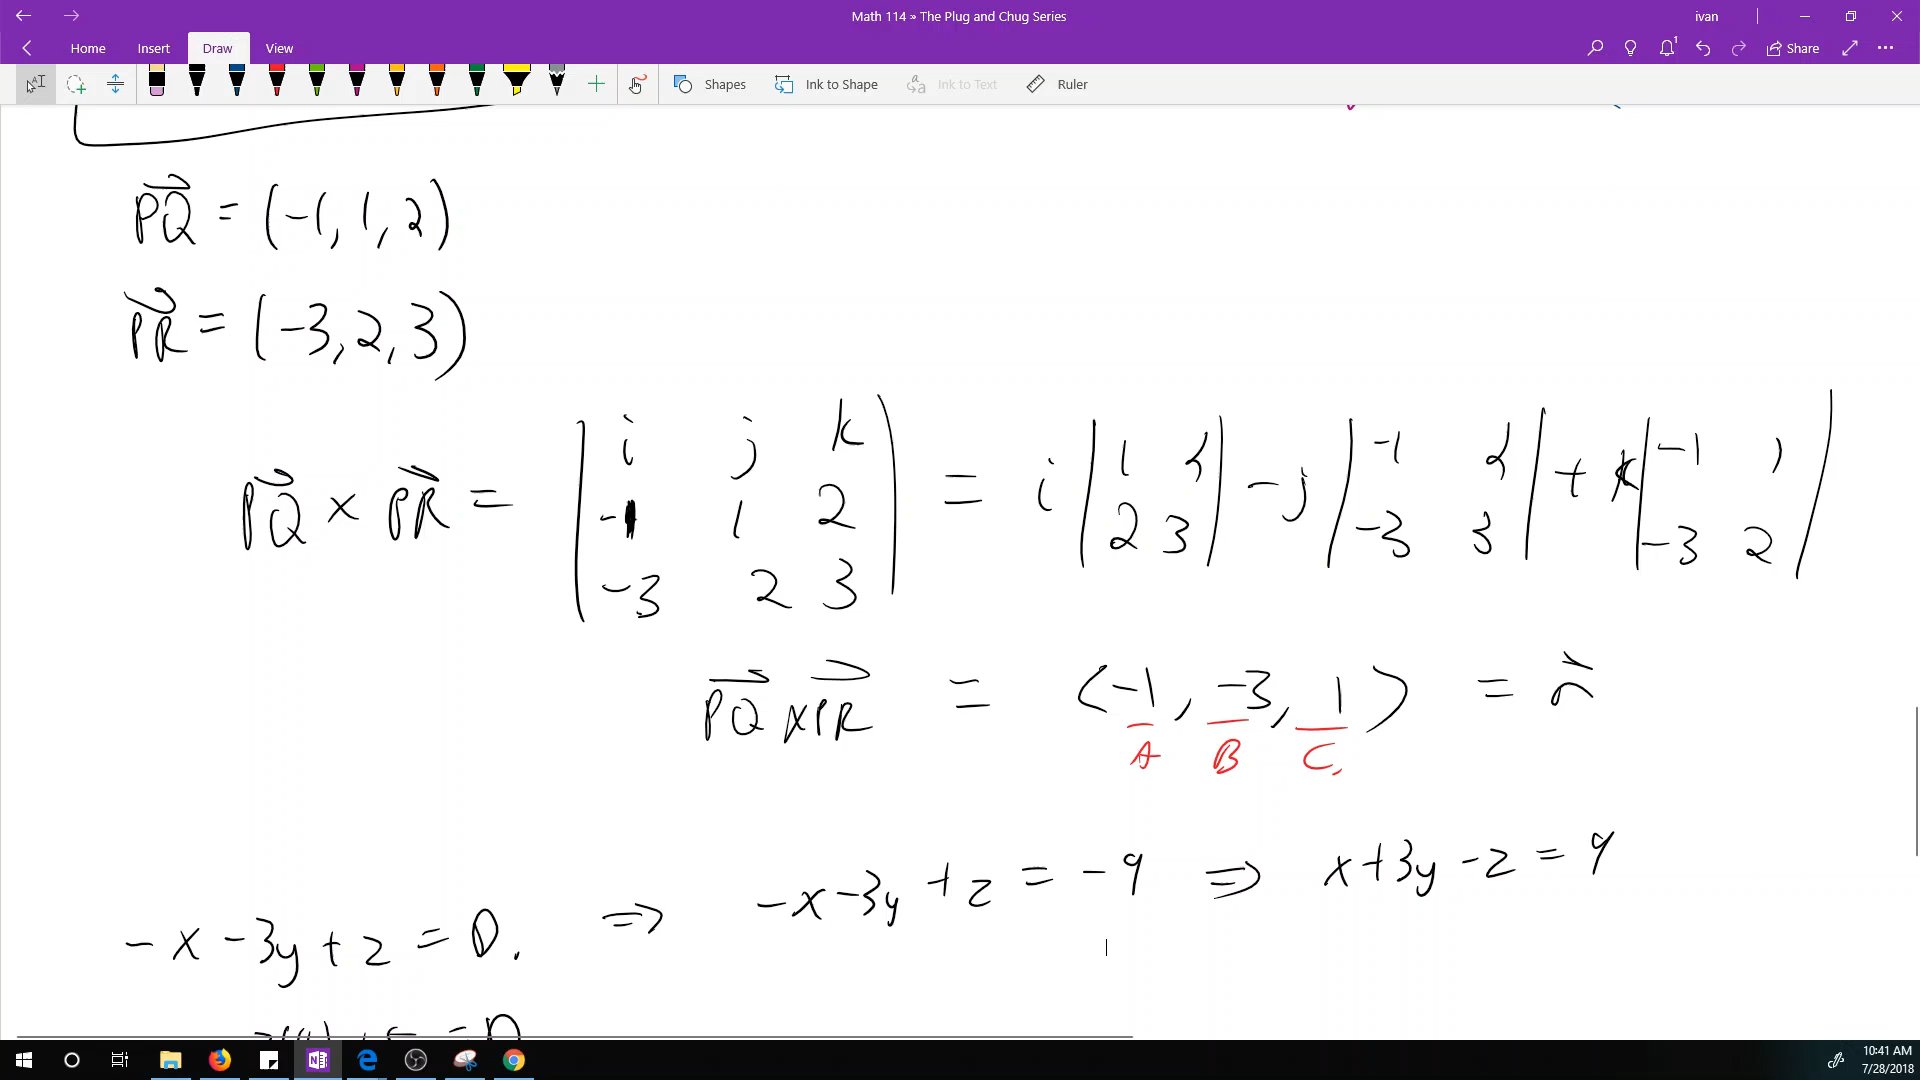 Math 114 » The Plug and Chug Series
ivan
Home Insert Draw View
1
Share
Shapes Ink to Shape Ink to Text Ruler
PQ = (-1, 1, 2)
PR = (-3, 2, 3)
PQ × PR = | i j k | = i | 1 2 | - j | -1 2 | + k | -1 1 |
| -1 1 2 | | 2 3 | | -3 3 | | -3 2 |
| -3 2 3 |
PQ × PR = < -1, -3, 1 > = n
A B C
-x - 3y + z = D. => -x - 3y + z = -9 => x + 3y - z = 9
= D
10:41 AM
7/28/2018